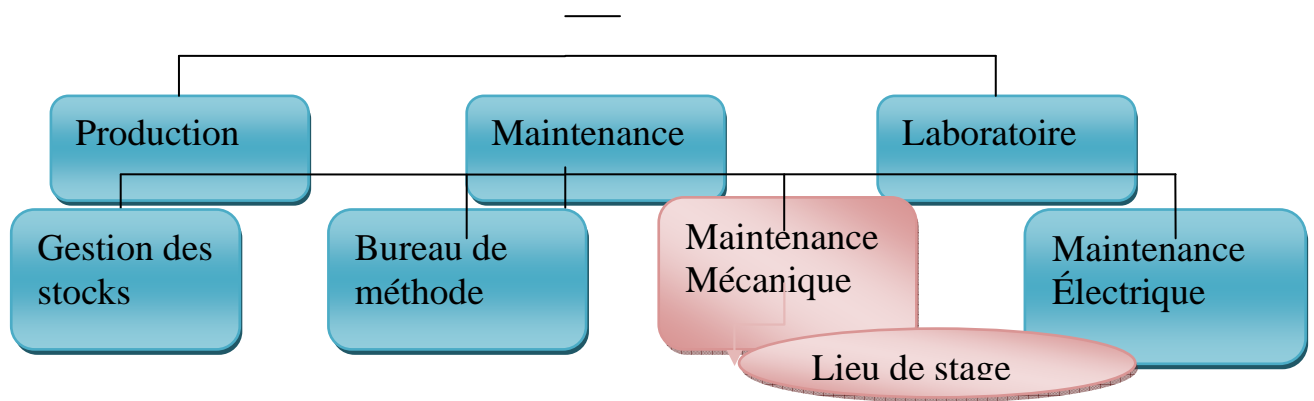 Production
Maintenance
Laboratoire
Gestion des
stocks
Bureau de
méthode
Maintenance
Mécanique
Maintenance
Électrique
Lieu de stage